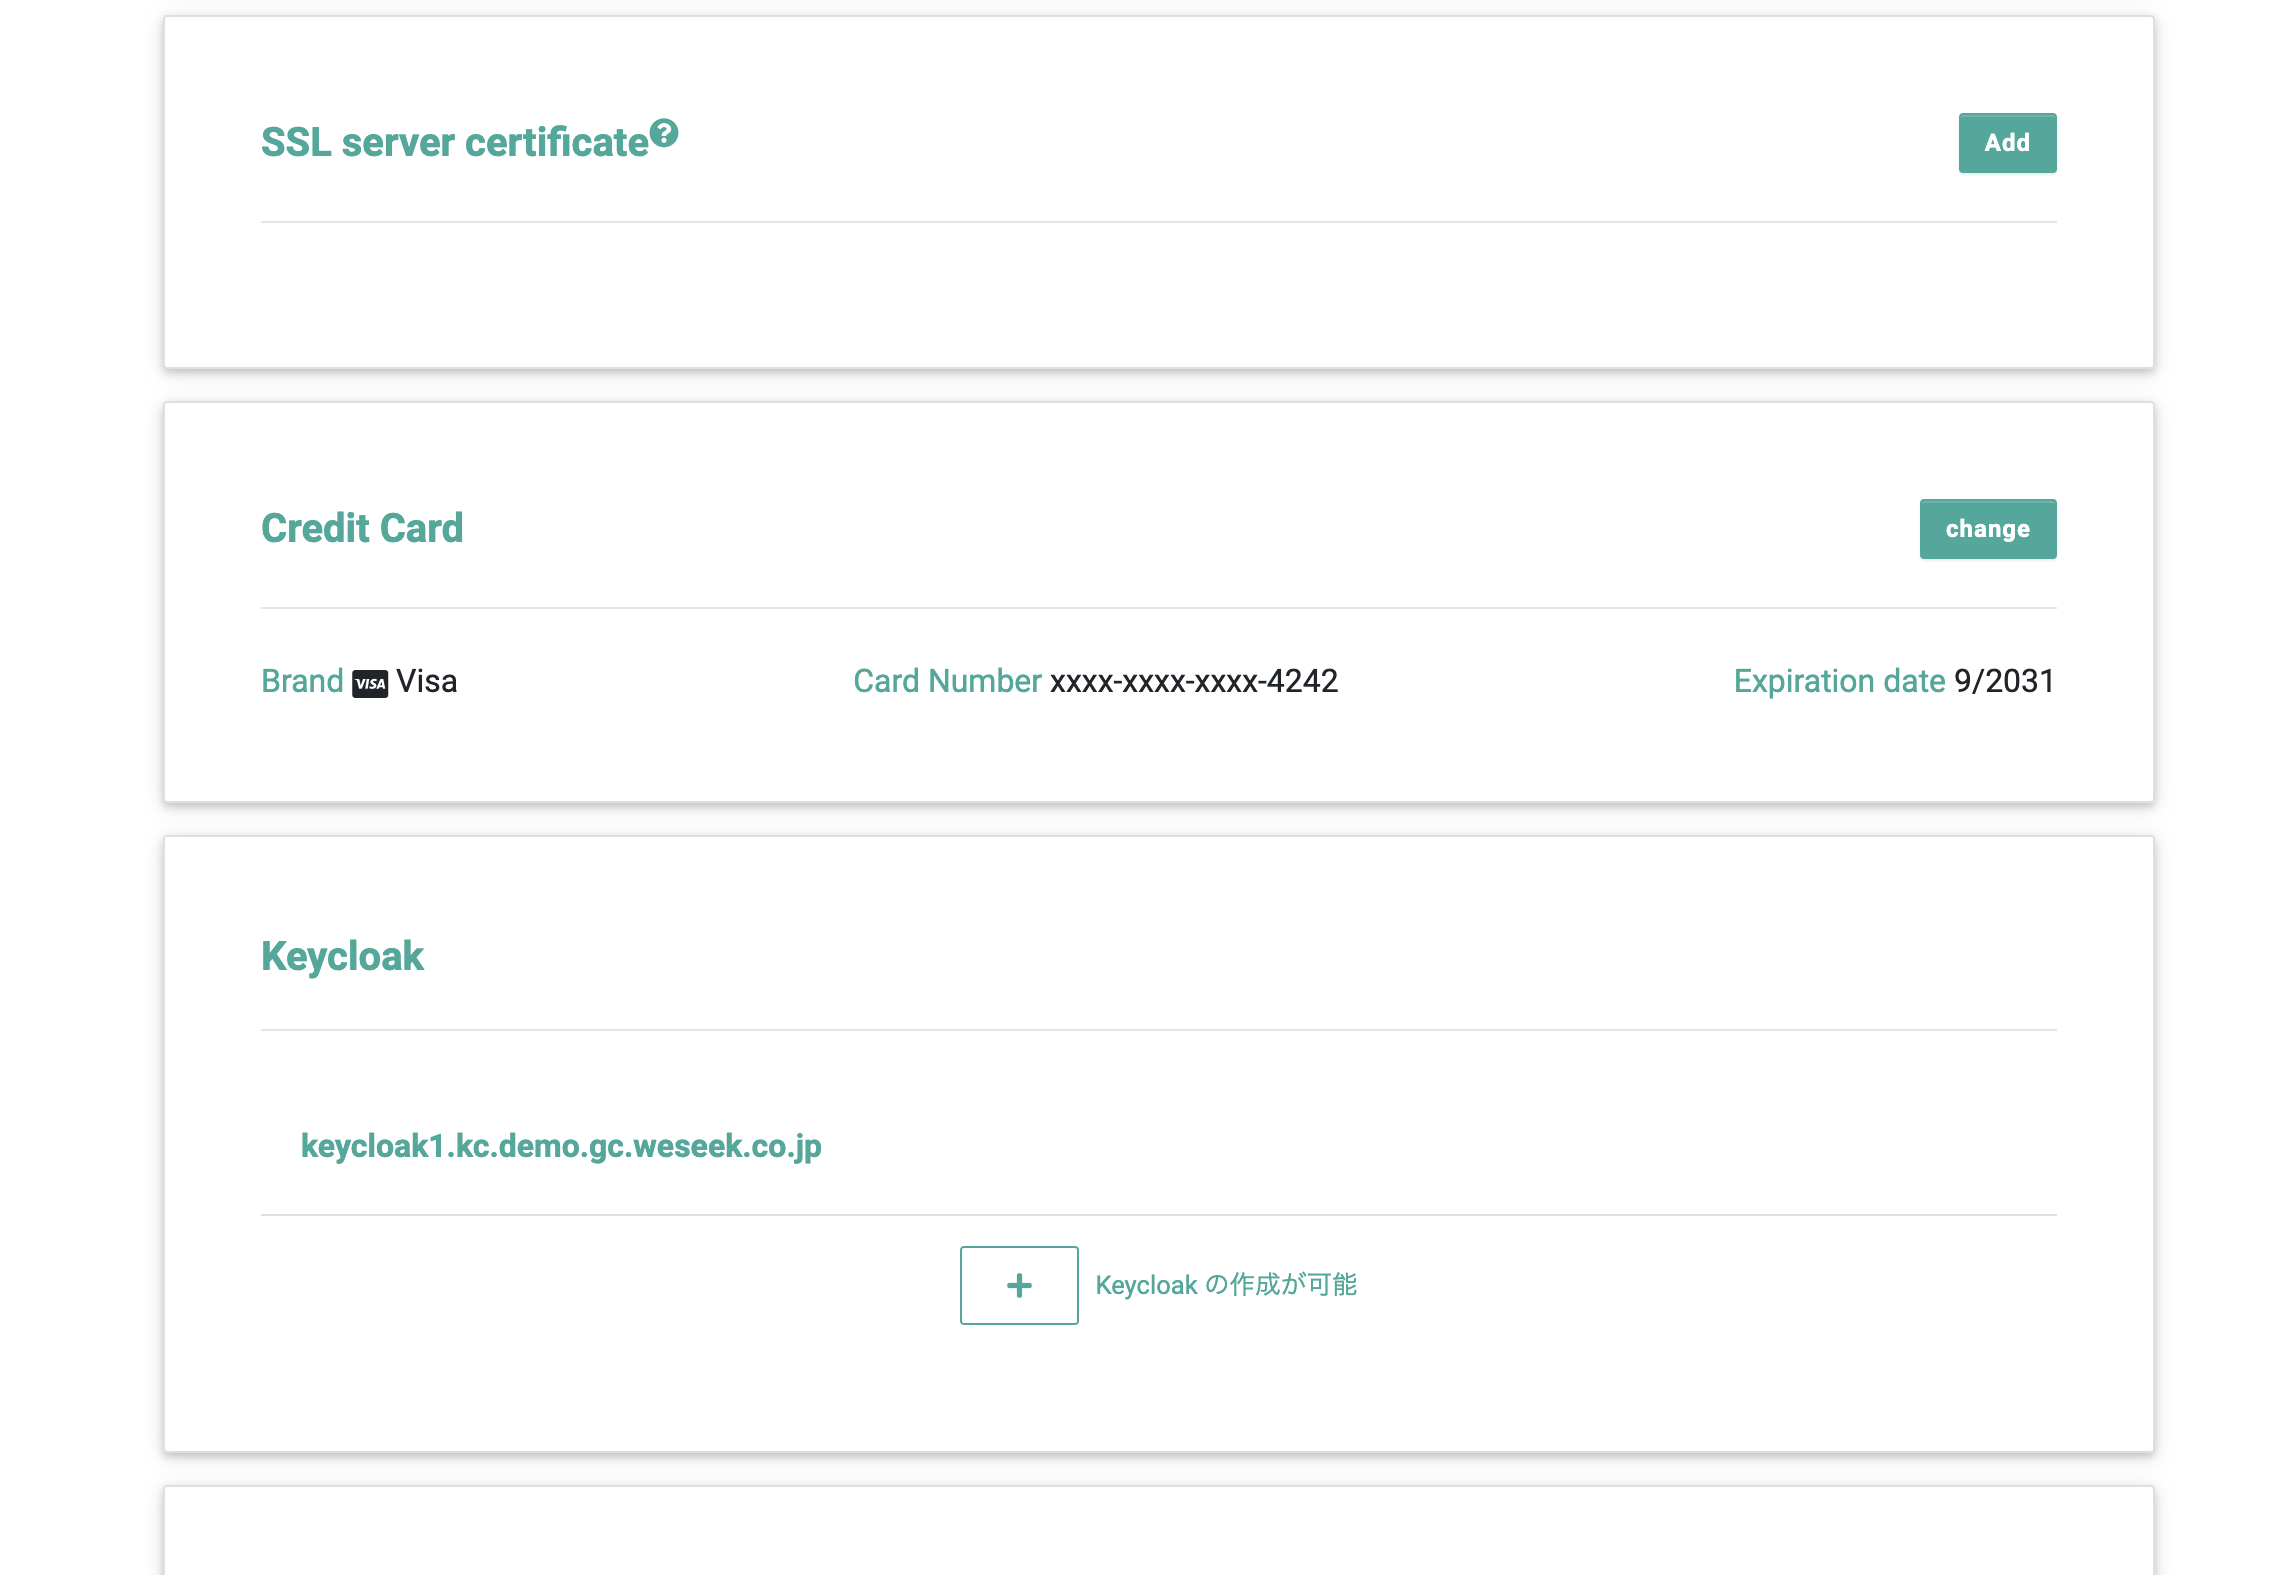 SSL server certificate?
Add
Credit Card
change
Brand VISA Visa
Card Number xxxx-xxxx-xxxx-4242
Expiration date 9/2031
Keycloak
keycloak1.kc.demo.gc.weseek.co.jp
+ Keycloak の作成が可能